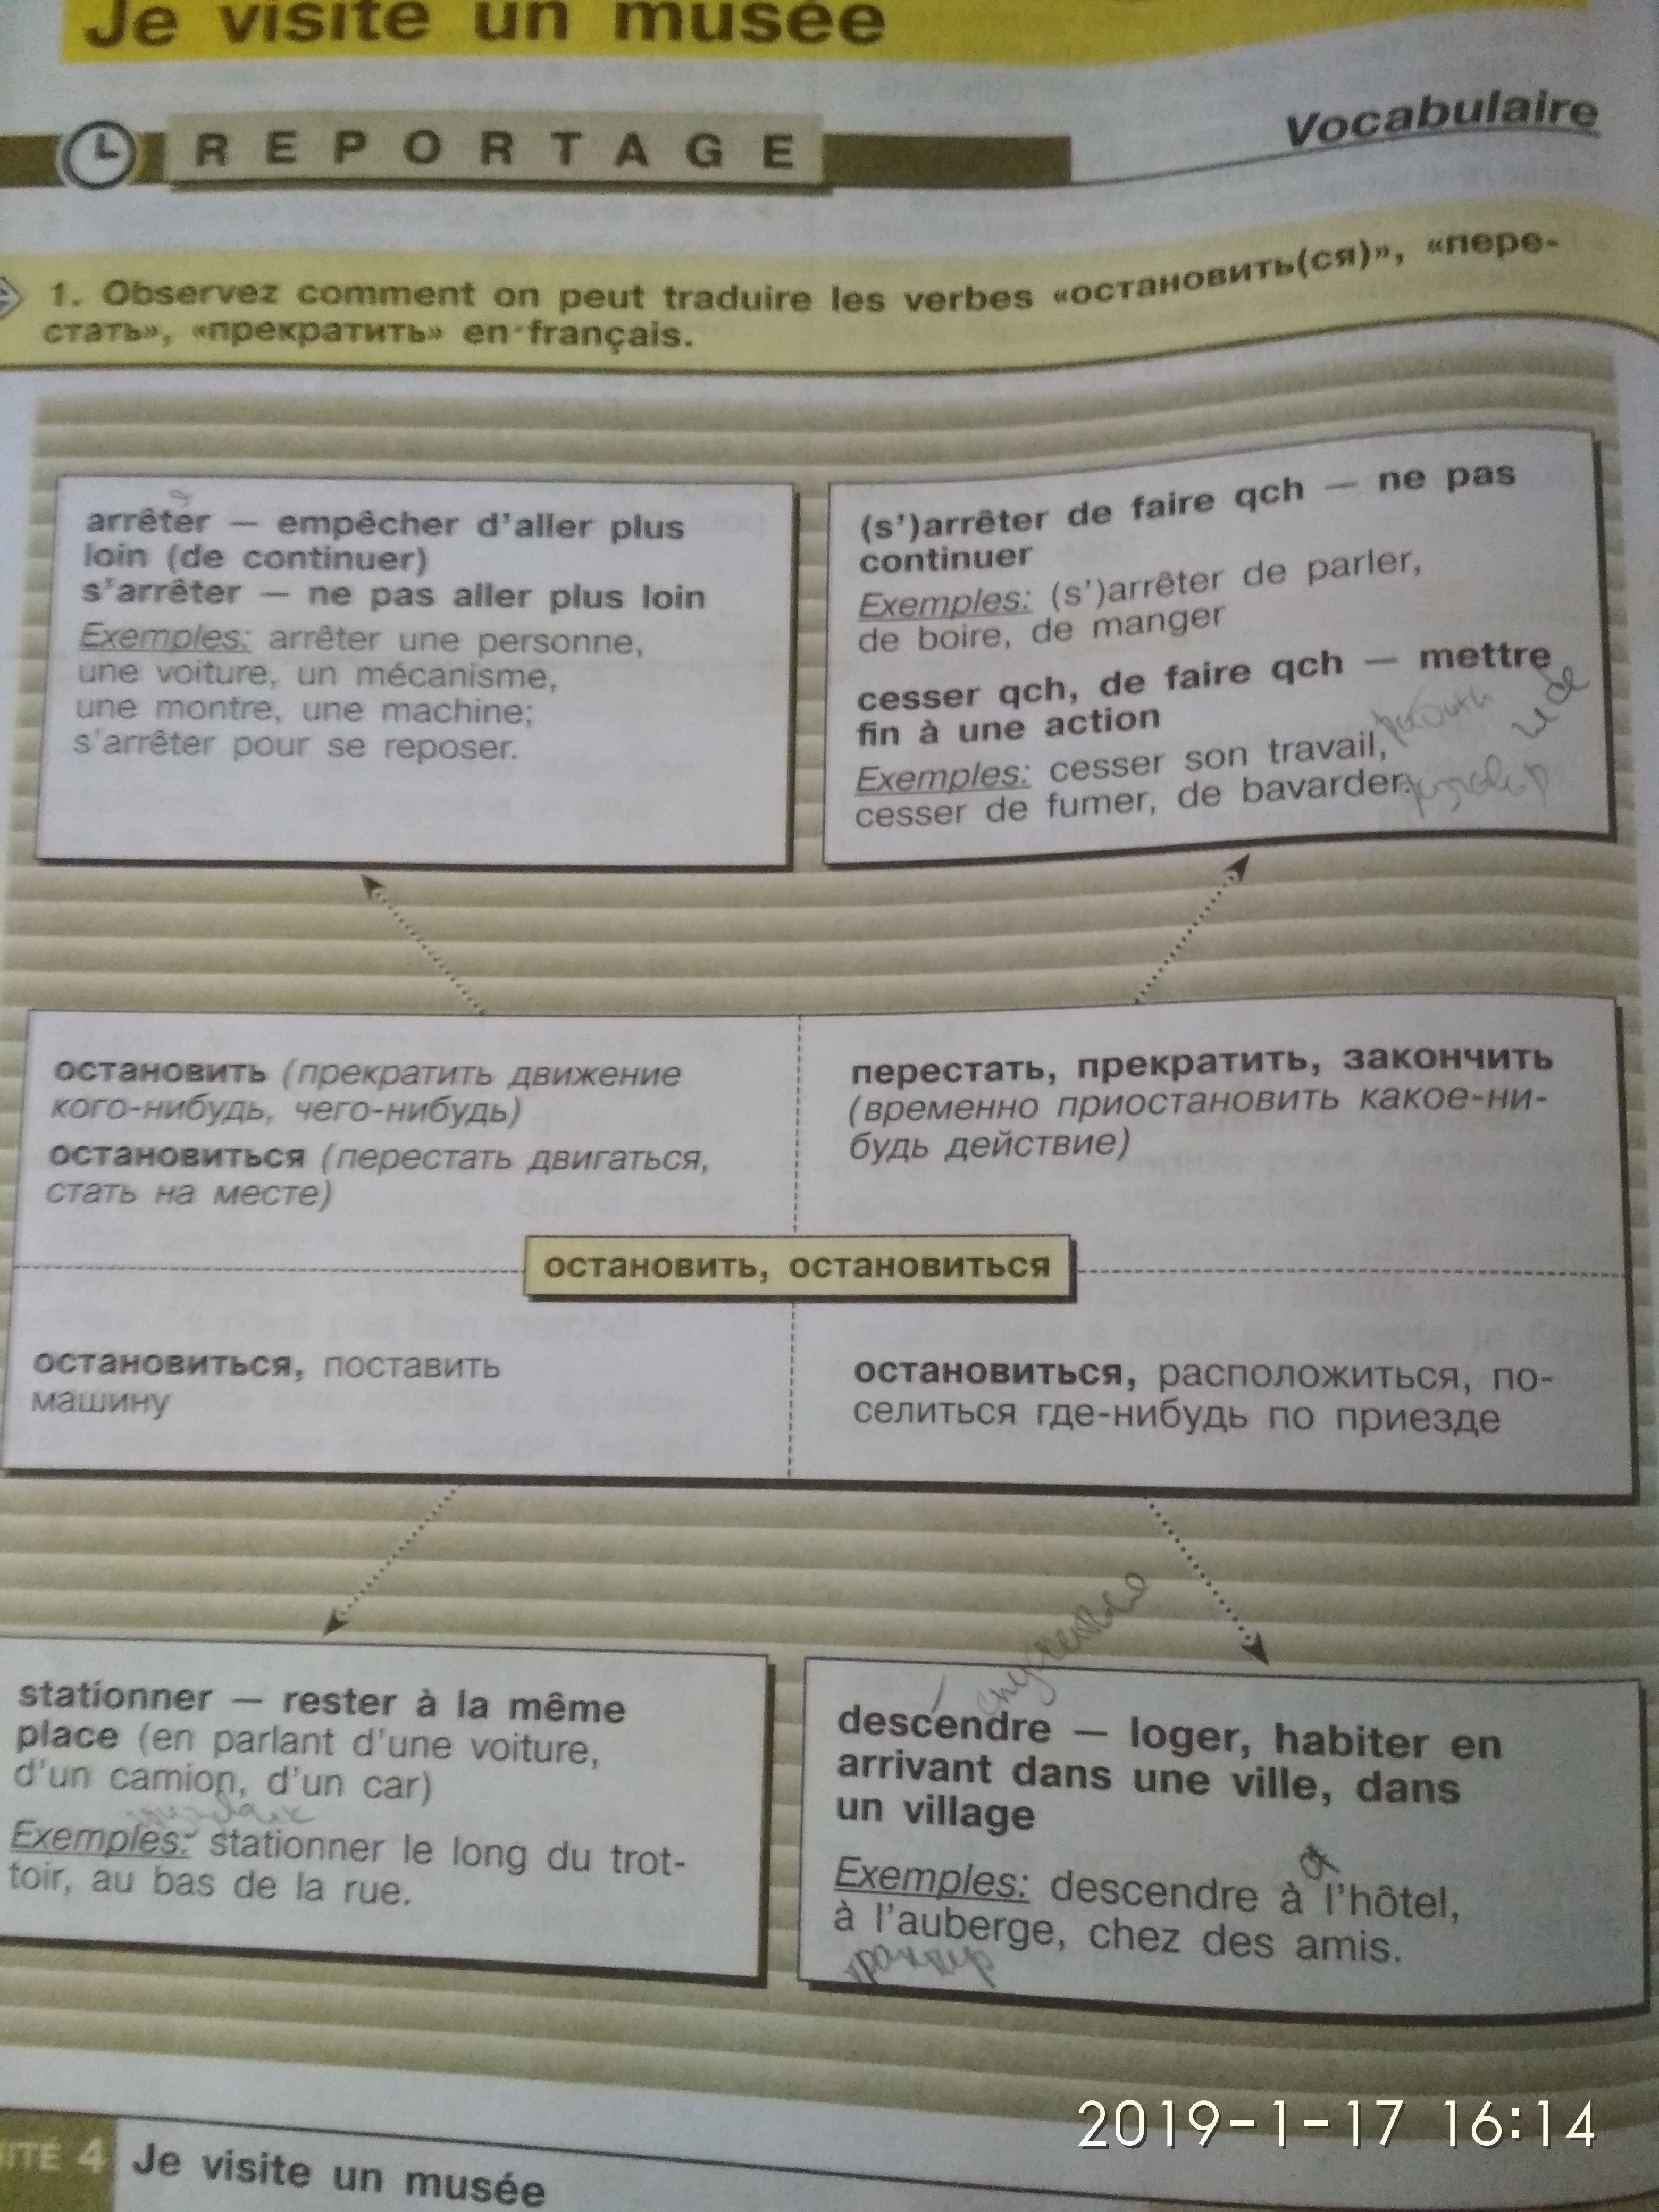 Je visite un musée
REPORTAGE
Vocabulaire
1. Observez comment on peut traduire les verbes «остановить(ся)», «пере-
стать», «прекратить» en français.
arrêter — empêcher d'aller plus
loin (de continuer)
s'arrêter — ne pas aller plus loin
Exemples: arrêter une personne,
une voiture, un mécanisme,
une montre, une machine;
s'arrêter pour se reposer.
(s')arrêter de faire qch — ne pas
continuer
Exemples: (s')arrêter de parler,
de boire, de manger
cesser qch, de faire qch — mettre
fin à une action
Exemples: cesser son travail,
cesser de fumer, de bavarder.
остановить (прекратить движение
кого-нибудь, чего-нибудь)
остановиться (перестать двигаться,
стать на месте)
перестать, прекратить, закончить
(временно приостановить какое-ни-
будь действие)
остановить, остановиться
остановиться, поставить
машину
остановиться, расположиться, по-
селиться где-нибудь по приезде
stationner — rester à la même
place (en parlant d'une voiture,
d'un camion, d'un car)
Exemples: stationner le long du trot-
toir, au bas de la rue.
descendre — loger, habiter en
arrivant dans une ville, dans
un village
Exemples: descendre à l'hôtel,
à l'auberge, chez des amis.
трактир
2019-1-17 16:14
ITÉ 4 Je visite un musée